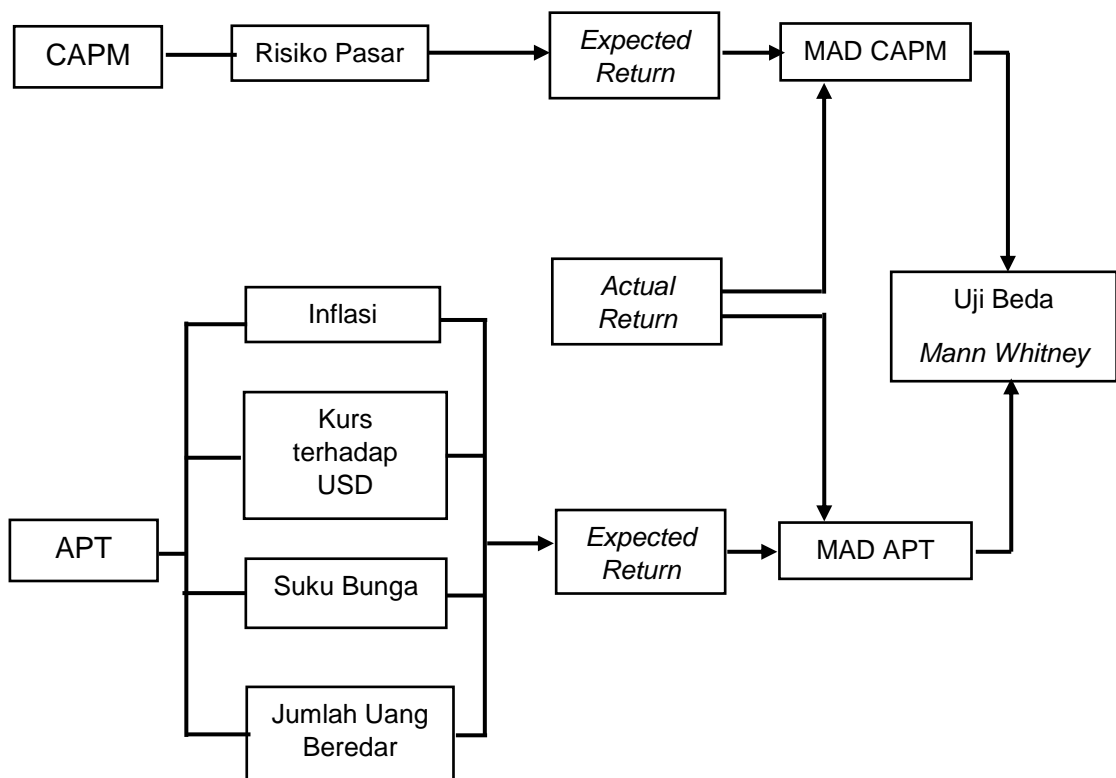 CAPM
Risiko Pasar
Expected
Return
MAD CAPM
Actual
Return
Uji Beda
Mann Whitney
Inflasi
Kurs
terhadap
USD
APT
Suku Bunga
Jumlah Uang
Beredar
Expected
Return
MAD APT